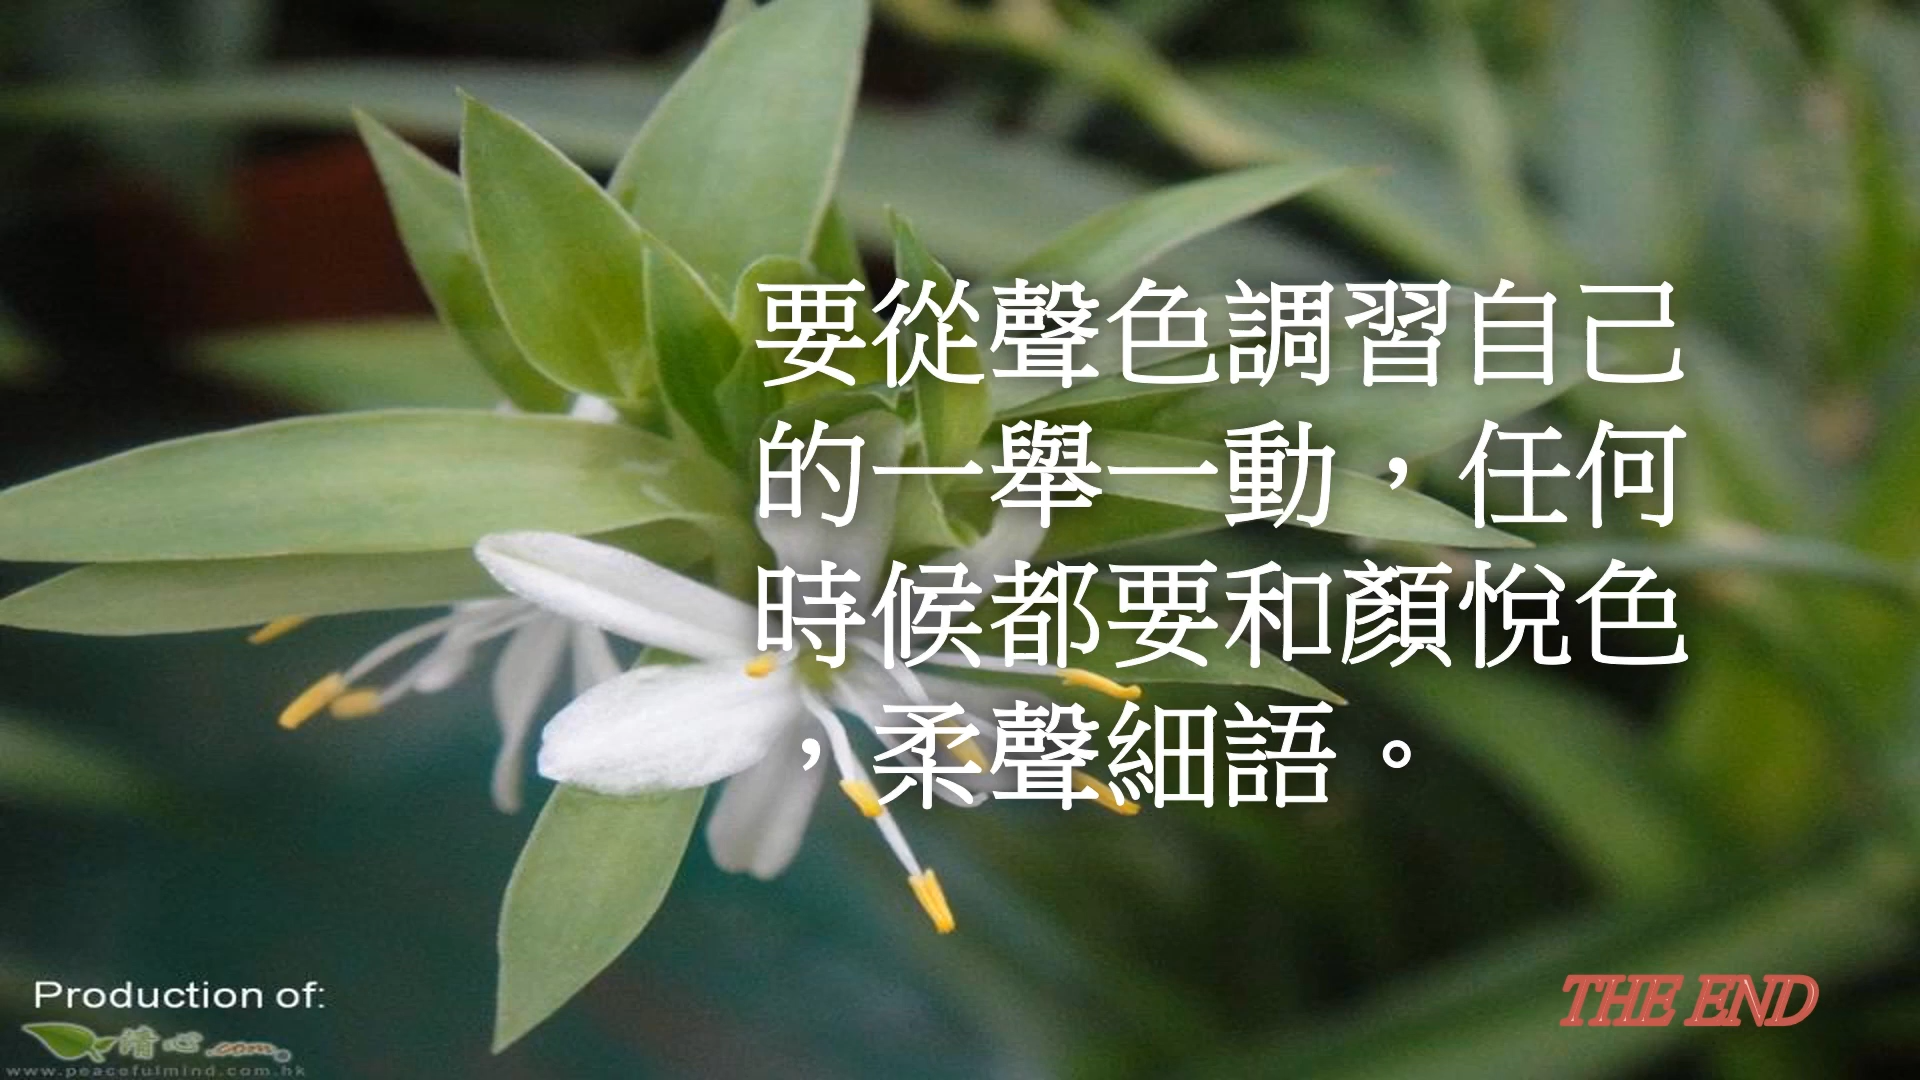 要從聲色調習自己
的一舉一動，任何
時候都要和顏悅色
，柔聲細語。
Production of:
清心.com
www.peacefulmind.com.hk
THE END